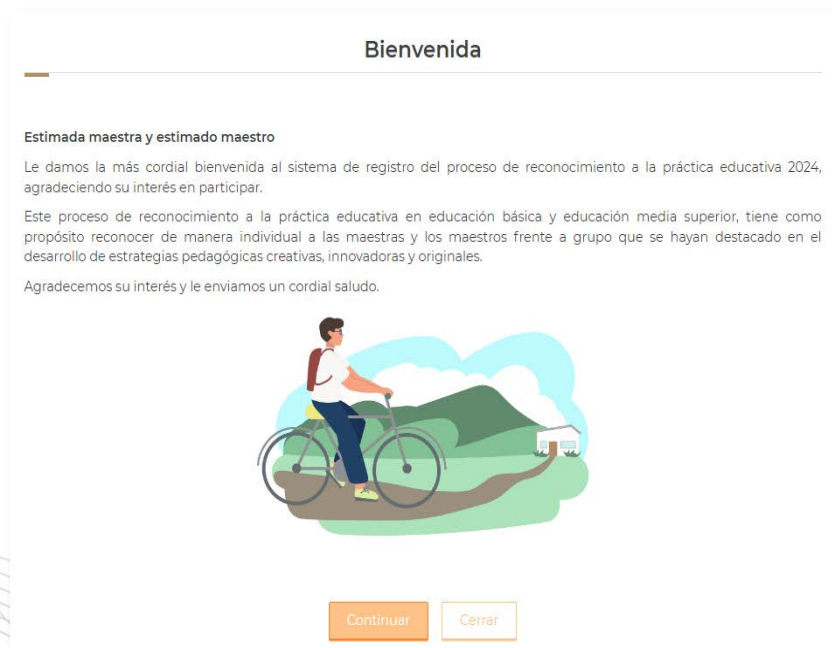 Bienvenida
Estimada maestra y estimado maestro
Le damos la más cordial bienvenida al sistema de registro del proceso de reconocimiento a la práctica educativa 2024,
agradeciendo su interés en participar.
Este proceso de reconocimiento a la práctica educativa en educación básica y educación media superior, tiene como
propósito reconocer de manera individual a las maestras y los maestros frente a grupo que se hayan destacado en el
desarrollo de estrategias pedagógicas creativas, innovadoras y originales.
Agradecemos su interés y le enviamos un cordial saludo.
Continuar
Cerrar